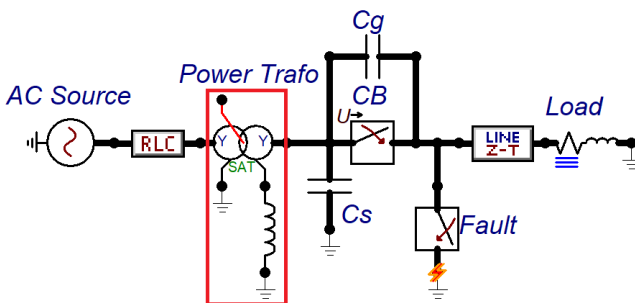 Cg
Power Trafo
CB
AC Source
U
Load
RLC
Y Y
SAT
LINE
Z-T
Cs
Fault